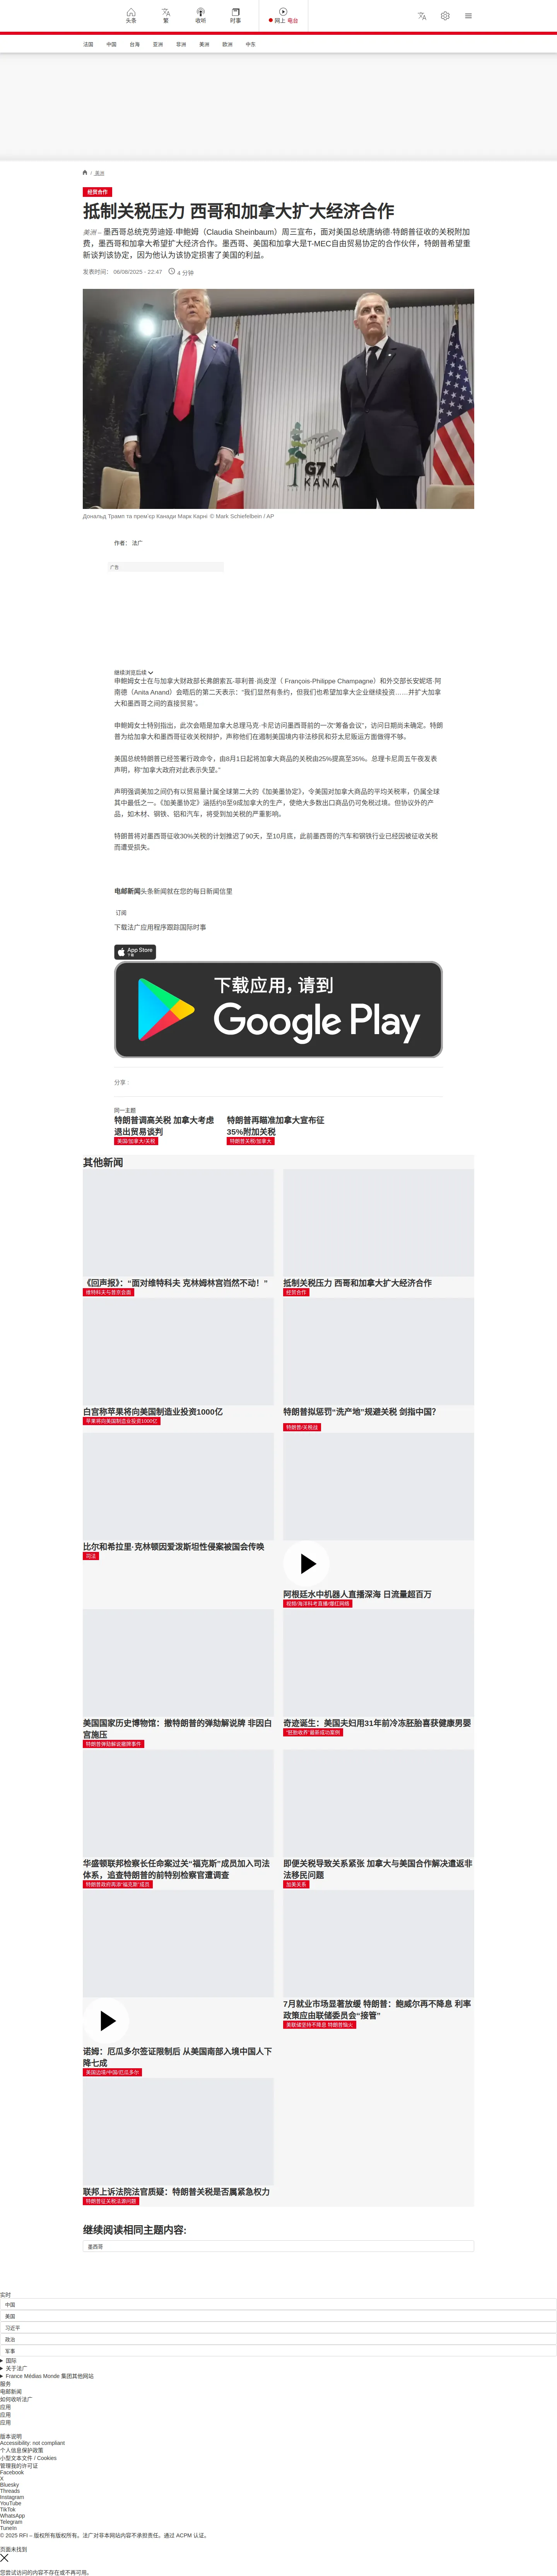 头条
繁
收听
时事
网上 电台
法国
中国
台海
亚洲
非洲
美洲
欧洲
中东
/ 美洲
经贸合作
抵制关税压力 西哥和加拿大扩大经济合作
美洲 – 墨西哥总统克劳迪娅·申鲍姆（Claudia Sheinbaum）周三宣布，面对美国总统唐纳德·特朗普征收的关税附加
费，墨西哥和加拿大希望扩大经济合作。墨西哥、美国和加拿大是T-MEC自由贸易协定的合作伙伴，特朗普希望重
新谈判该协定，因为他认为该协定损害了美国的利益。
发表时间： 06/08/2025 - 22:47
4 分钟
G7
KANA
Дональд Трамп та прем'єр Канади Марк Карні © Mark Schiefelbein / AP
作者： 法广
广告
继续浏览后续
申鲍姆女士在与加拿大财政部长弗朗索瓦-菲利普·尚皮涅（ François-Philippe Champagne）和外交部长安妮塔·阿
南德（Anita Anand）会晤后的第二天表示：“我们显然有条约，但我们也希望加拿大企业继续投资……并扩大加拿
大和墨西哥之间的直接贸易”。
申鲍姆女士特别指出，此次会晤是加拿大总理马克·卡尼访问墨西哥前的一次“筹备会议”，访问日期尚未确定。特朗
普为给加拿大和墨西哥征收关税辩护，声称他们在遏制美国境内非法移民和芬太尼贩运方面做得不够。
美国总统特朗普已经签署行政命令，由8月1日起将加拿大商品的关税由25%提高至35%。总理卡尼周五午夜发表
声明，称“加拿大政府对此表示失望。”
声明强调美加之间仍有以贸易量计属全球第二大的《加美墨协定》，令美国对加拿大商品的平均关税率，仍属全球
其中最低之一。《加美墨协定》涵括约8至9成加拿大的生产，使绝大多数出口商品仍可免税过境。但协议外的产
品，如木材、钢铁、铝和汽车，将受到加关税的严重影响。
特朗普将对墨西哥征收30%关税的计划推迟了90天，至10月底，此前墨西哥的汽车和钢铁行业已经因被征收关税
而遭受损失。
电邮新闻头条新闻就在您的每日新闻信里
订阅
下载法广应用程序跟踪国际时事
App Store
下载
下载应用，请到
Google Play
分享 :
同一主题
特朗普调高关税 加拿大考虑
退出贸易谈判
美国/加拿大/关税
特朗普再瞄准加拿大宣布征
35%附加关税
特朗普关税/加拿大
其他新闻
《回声报》：“面对维特科夫 克林姆林宫岿然不动！”
维特科夫与普京会面
抵制关税压力 西哥和加拿大扩大经济合作
经贸合作
白宫称苹果将向美国制造业投资1000亿
苹果将向美国制造业投资1000亿
特朗普拟惩罚“洗产地”规避关税 剑指中国？
特朗普/关税战
比尔和希拉里·克林顿因爱泼斯坦性侵案被国会传唤
司法
阿根廷水中机器人直播深海 日流量超百万
视频/海洋科考直播/爆红网络
美国国家历史博物馆：撤特朗普的弹劾解说牌 非因白
宫施压
特朗普弹劾解说撤牌事件
奇迹诞生：美国夫妇用31年前冷冻胚胎喜获健康男婴
“胚胎收养”最新成功案例
华盛顿联邦检察长任命案过关“福克斯”成员加入司法
体系，追查特朗普的前特别检察官遭调查
特朗普政府再添“福克斯”成员
即便关税导致关系紧张 加拿大与美国合作解决遣返非
法移民问题
加美关系
诺姆：厄瓜多尔签证限制后 从美国南部入境中国人下
降七成
美国边境/中国/厄瓜多尔
7月就业市场显著放缓 特朗普：鲍威尔再不降息 利率
政策应由联储委员会“接管”
美联储坚持不降息 特朗普恼火
联邦上诉法院法官质疑：特朗普关税是否属紧急权力
特朗普征关税法源问题
继续阅读相同主题内容:
墨西哥
实时
中国
美国
习近平
政治
军事
国际
关于法广
France Médias Monde 集团其他网站
服务
电邮新闻
如何收听法广
应用
应用
应用
版本说明
Accessibility: not compliant
个人信息保护政策
小型文本文件 / Cookies
管理我的许可证
Facebook
X
Bluesky
Threads
Instagram
YouTube
TikTok
WhatsApp
Telegram
TuneIn
© 2025 RFI – 版权所有版权所有。法广对非本网站内容不承担责任。通过 ACPM 认证。
页面未找到
您尝试访问的内容不存在或不再可用。